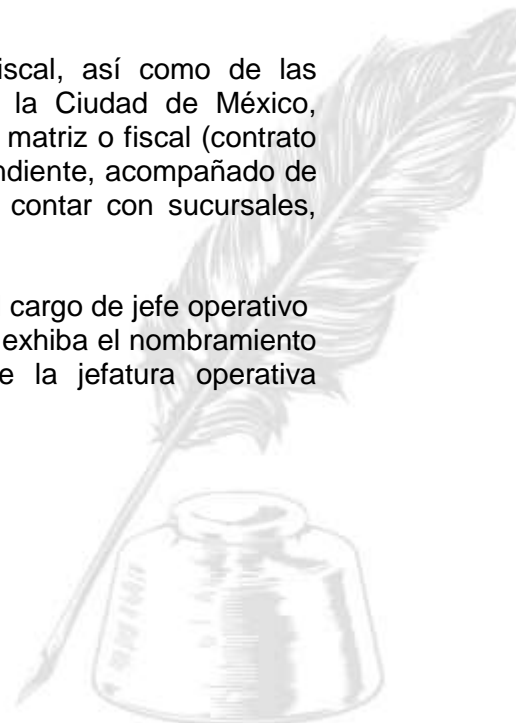 iscal, así como de las
la Ciudad de México,
matriz o fiscal (contrato
ndiente, acompañado de
contar con sucursales,
cargo de jefe operativo
exhiba el nombramiento
e la jefatura operativa